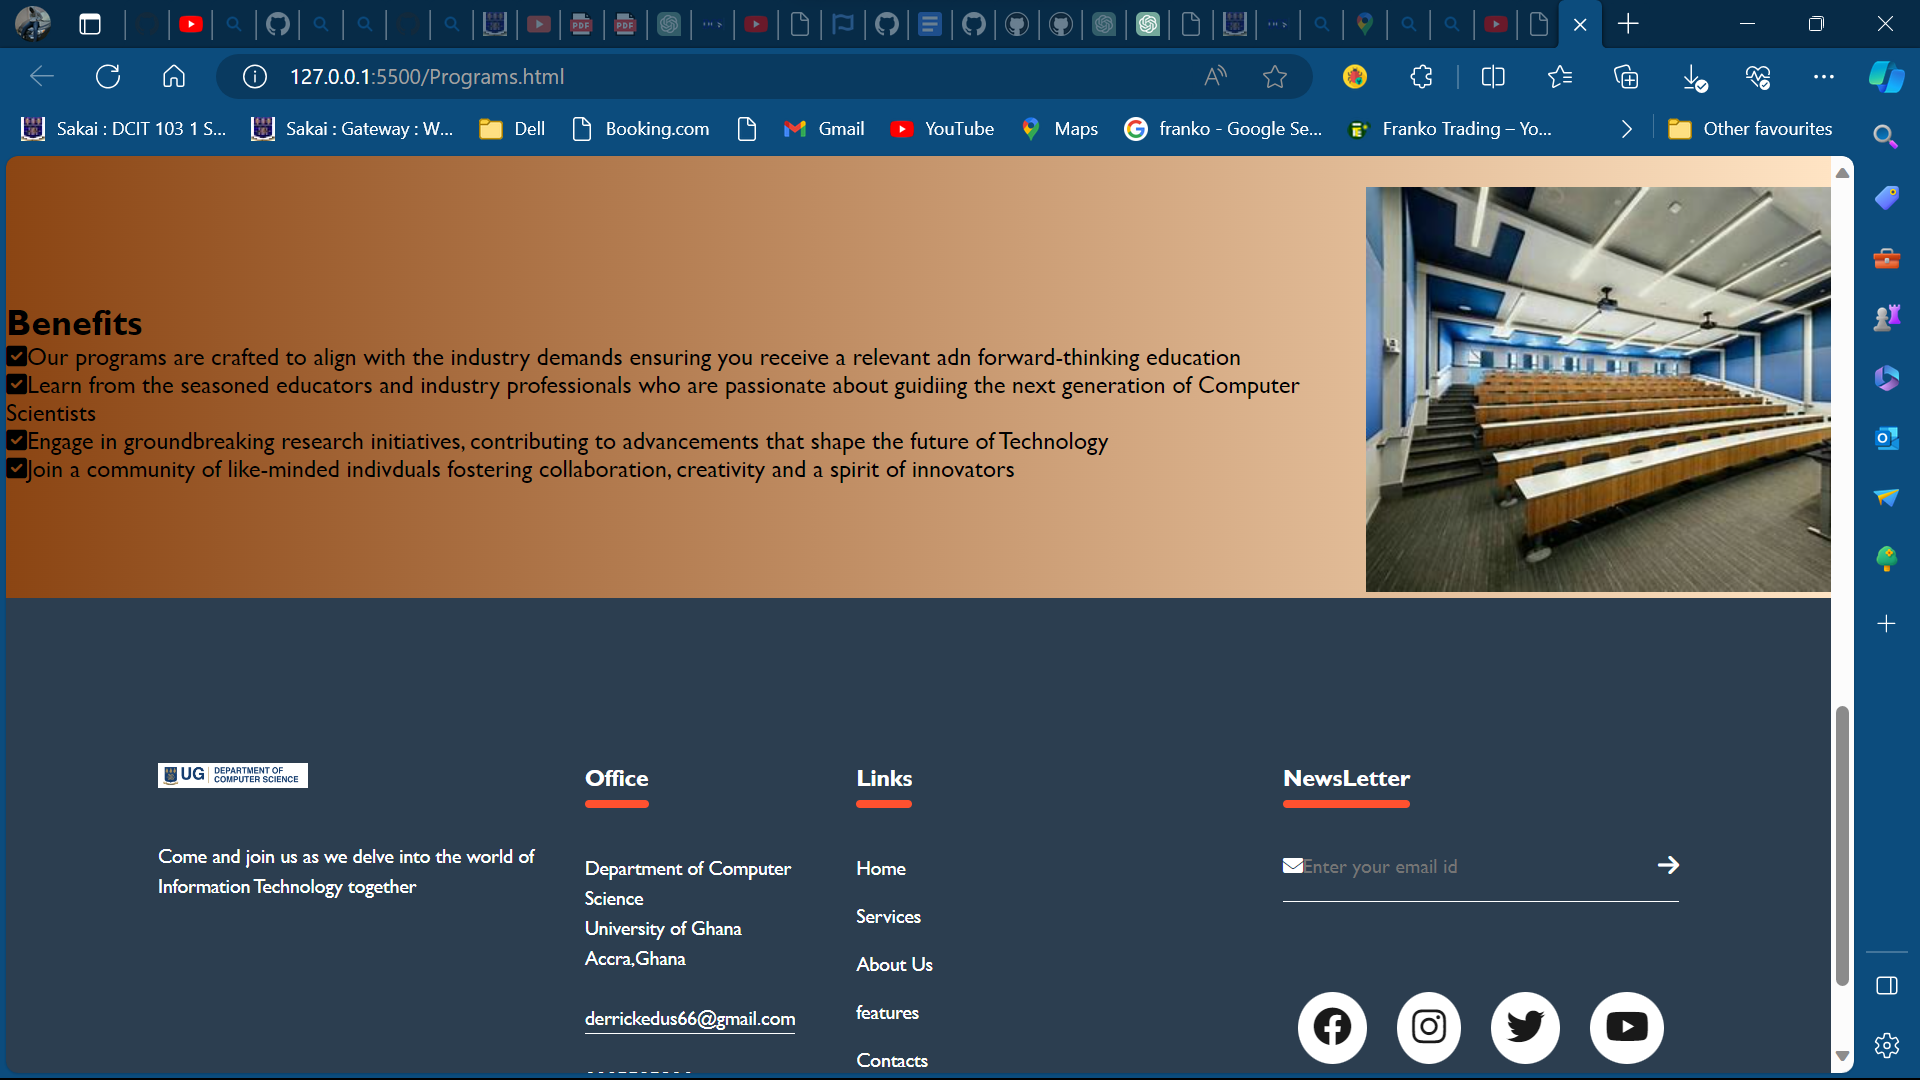 127.0.0.1:5500/Programs.html
Sakai : DCIT 103 1 S...
Sakai : Gateway : W...
Dell
Booking.com
Gmail
YouTube
Maps
franko - Google Se...
Franko Trading – Yo...
Other favourites
Benefits
Our programs are crafted to align with the industry demands ensuring you receive a relevant adn forward-thinking education
Learn from the seasoned educators and industry professionals who are passionate about guidiing the next generation of Computer
Scientists
Engage in groundbreaking research initiatives, contributing to advancements that shape the future of Technology
Join a community of like-minded indivduals fostering collaboration, creativity and a spirit of innovators
UG DEPARTMENT OF
COMPUTER SCIENCE
Come and join us as we delve into the world of
Information Technology together
Office
Department of Computer
Science
University of Ghana
Accra,Ghana
derrickedus66@gmail.com
Links
Home
Services
About Us
features
Contacts
NewsLetter
Enter your email id